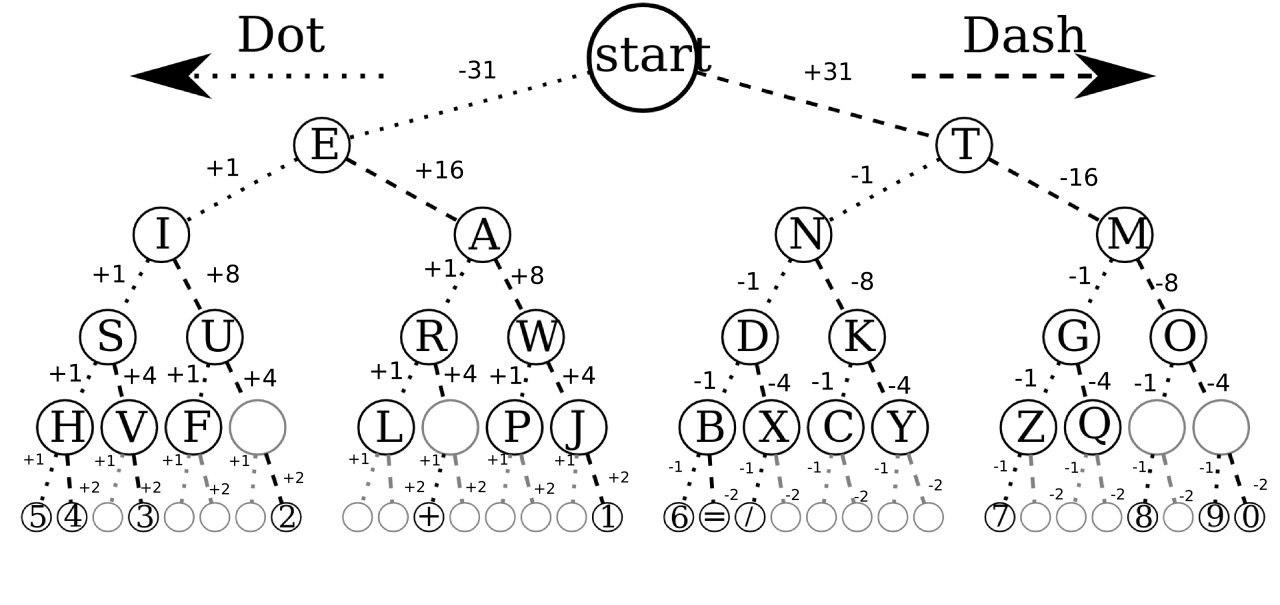 Dot start Dash
-31 +31
E T
+1 +16 -1 -16
I A N M
+1 +8 +1 +8 -1 -8 -1 -8
S U R W D K G O
+1 +4 +1 +4 +1 +4 +1 +4 -1 -4 -1 -4 -1 -4 -1 -4
H V F L P J B X C Y Z Q
+1 +2 +1 +2 +1 +2 +1 +2 +1 +2 +1 +2 +1 +2 +1 +2 -1 -2 -1 -2 -1 -2 -1 -2 -1 -2 -1 -2 -1 -2 -1 -2
5 4 3 2 + 1 6 = / 7 8 9 0